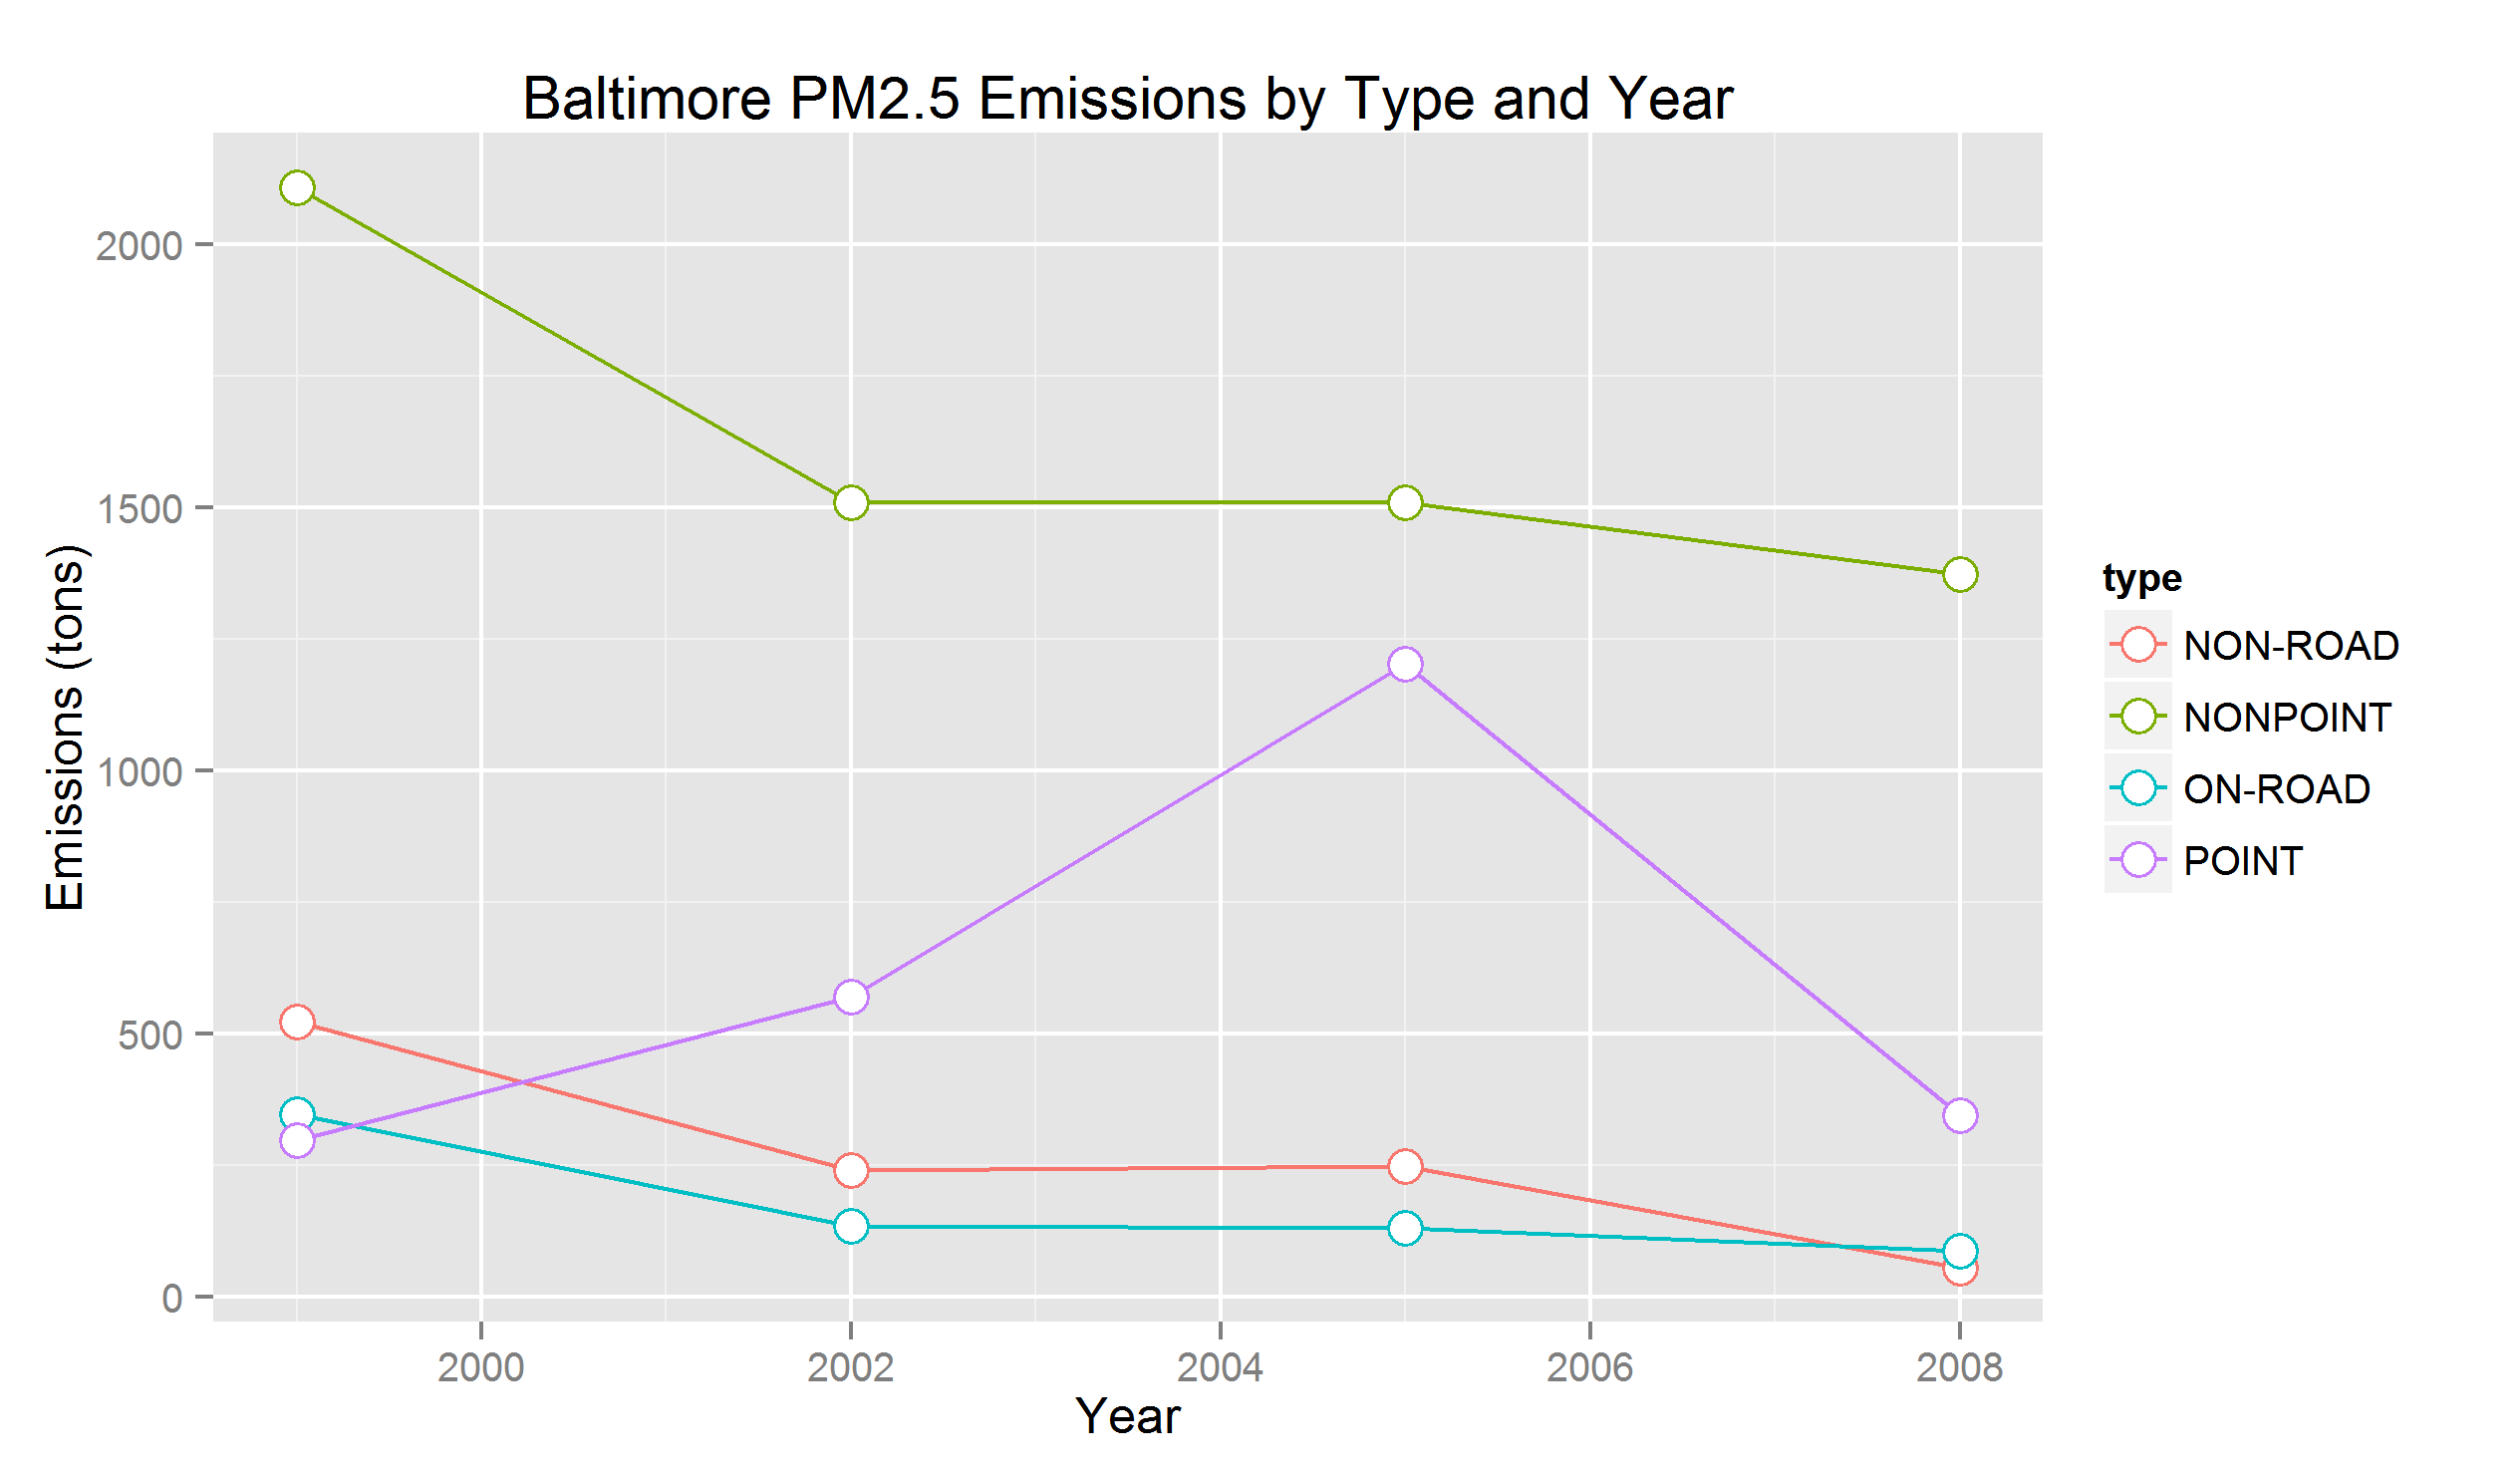 Baltimore PM2.5 Emissions by Type and Year
Emissions (tons)
2000
1500
1000
500
0
2000
2002
2004
2006
2008
Year
type
NON-ROAD
NONPOINT
ON-ROAD
POINT